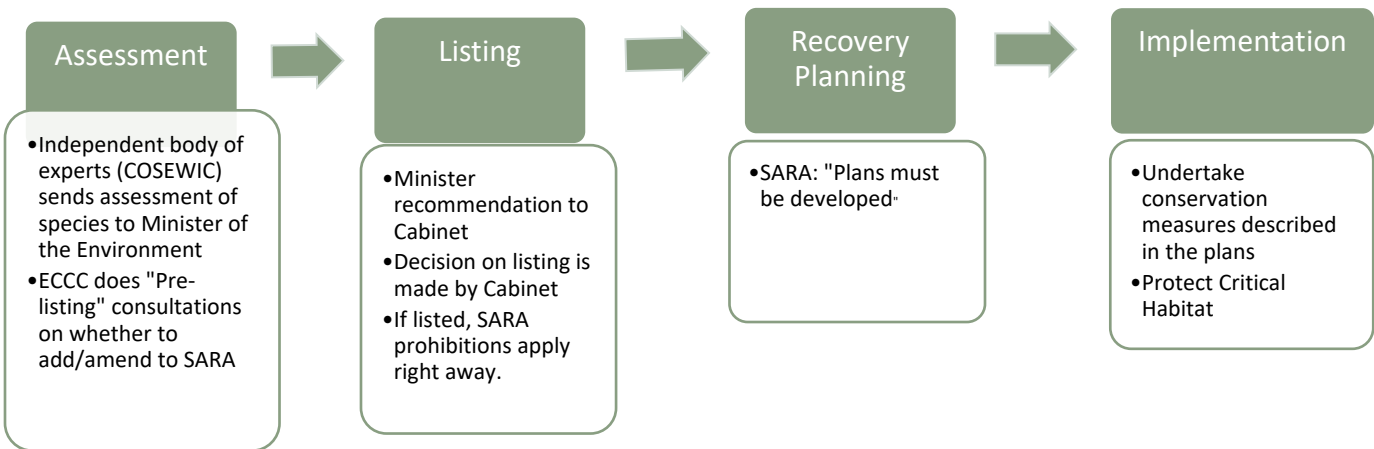 Assessment
•Independent body of
experts (COSEWIC)
sends assessment of
species to Minister of
the Environment
•ECCC does "Pre-
listing" consultations
on whether to
add/amend to SARA
Listing
•Minister
recommendation to
Cabinet
•Decision on listing is
made by Cabinet
•If listed, SARA
prohibitions apply
right away.
Recovery
Planning
•SARA: "Plans must
be developed"
Implementation
•Undertake
conservation
measures described
in the plans
•Protect Critical
Habitat